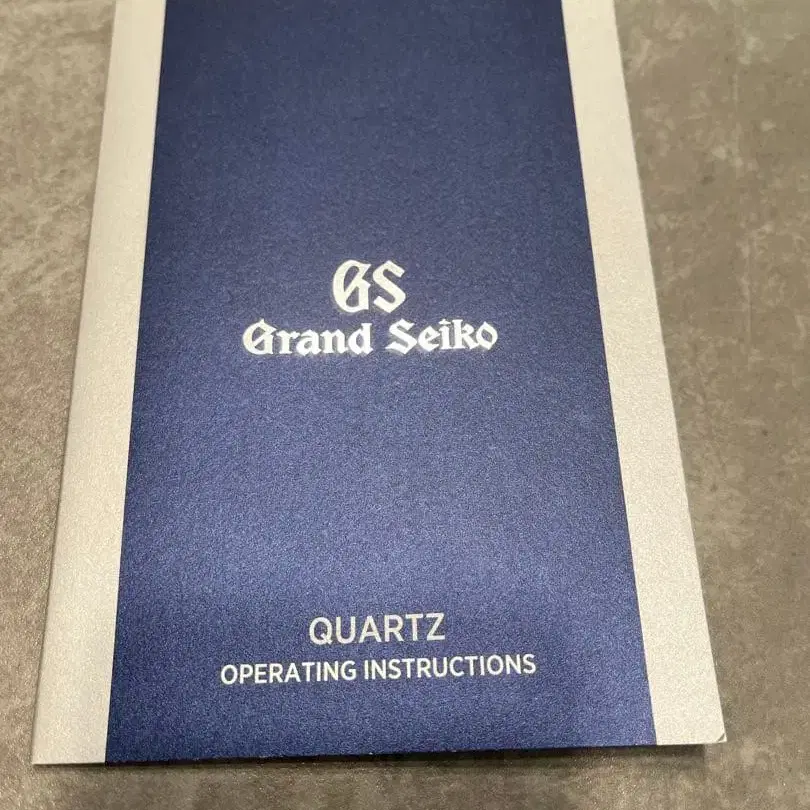 GS
Grand Seiko
QUARTZ
OPERATING INSTRUCTIONS